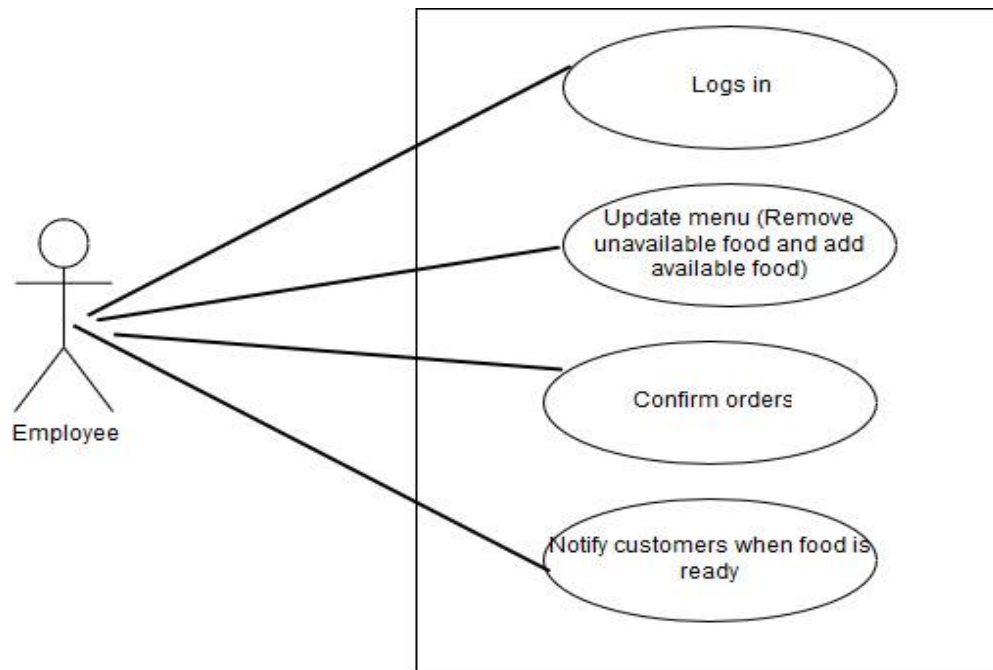 Logs in
Update menu (Remove
unavailable food and add
available food)
Confirm orders
Employee
Notify customers when food is
ready